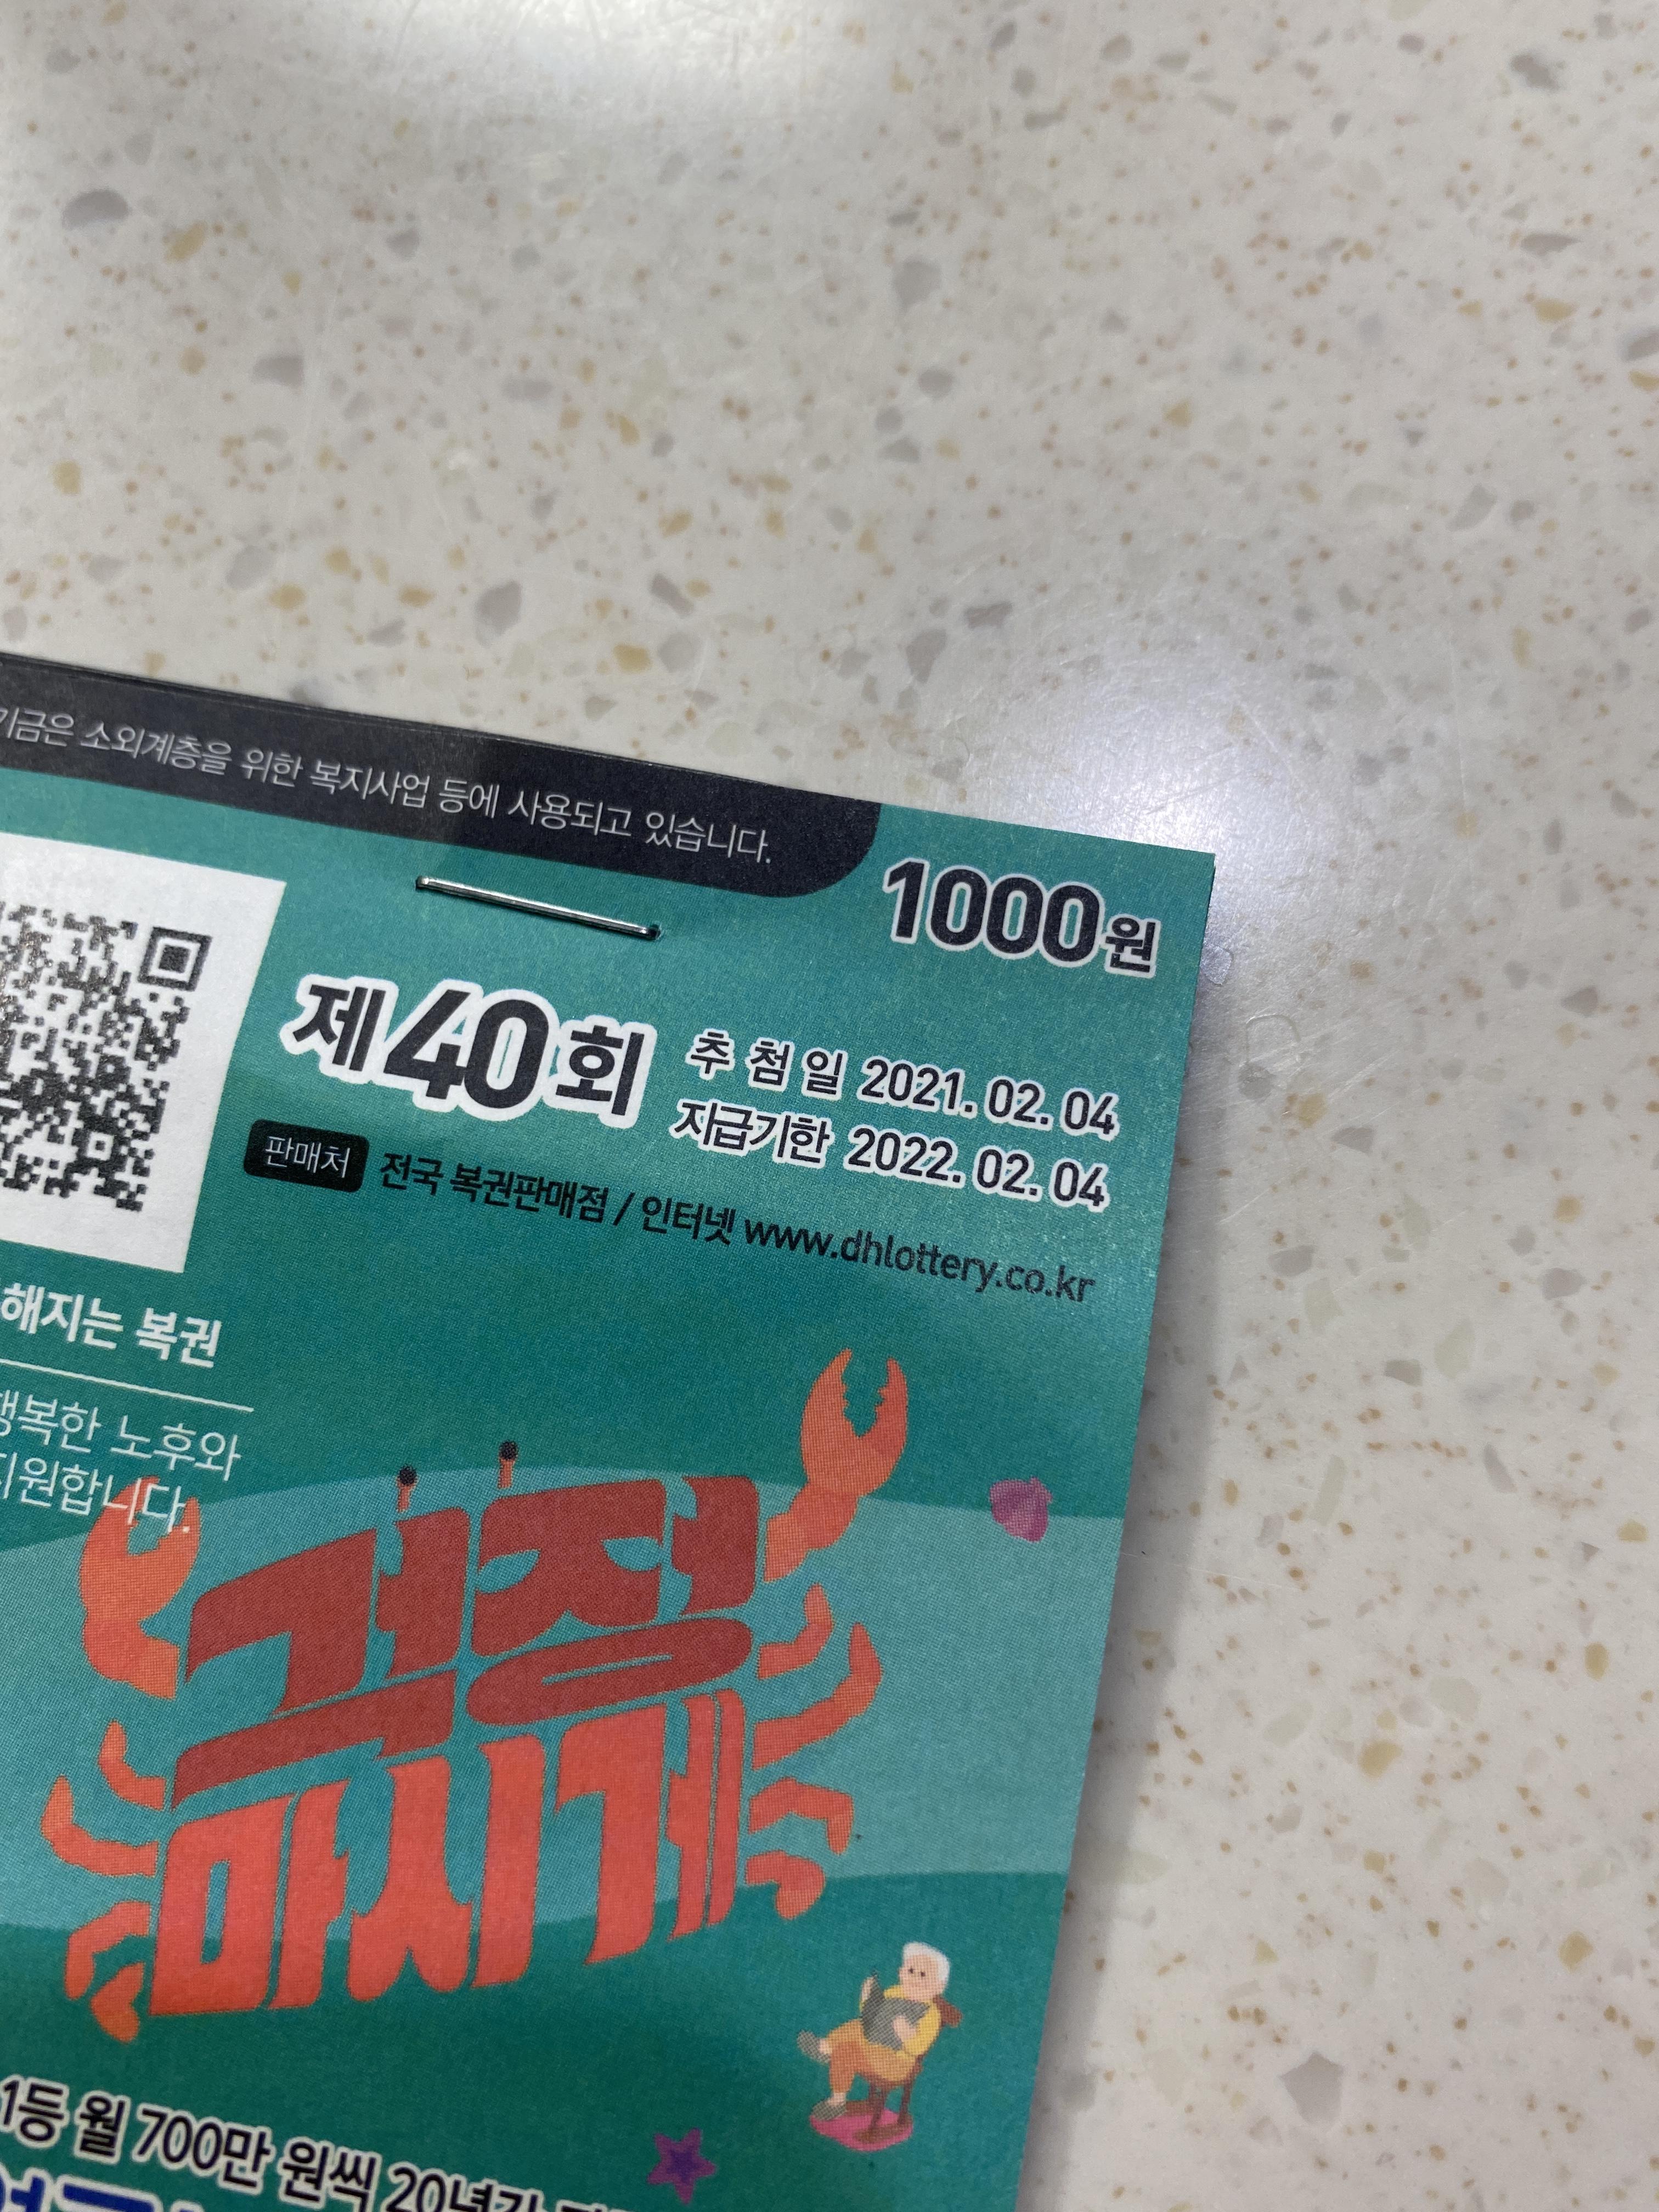 기금은 소외계층을 위한 복지사업 등에 사용되고 있습니다.
1000원
제40회
추첨일 2021. 02. 04
지급기한 2022. 02. 04
판매처 전국 복권판매점 / 인터넷 www.dhlottery.co.kr
해지는 복권
행복한 노후와
지원합니다.
걱정
마시게
1등 월 700만 원씩 20년간